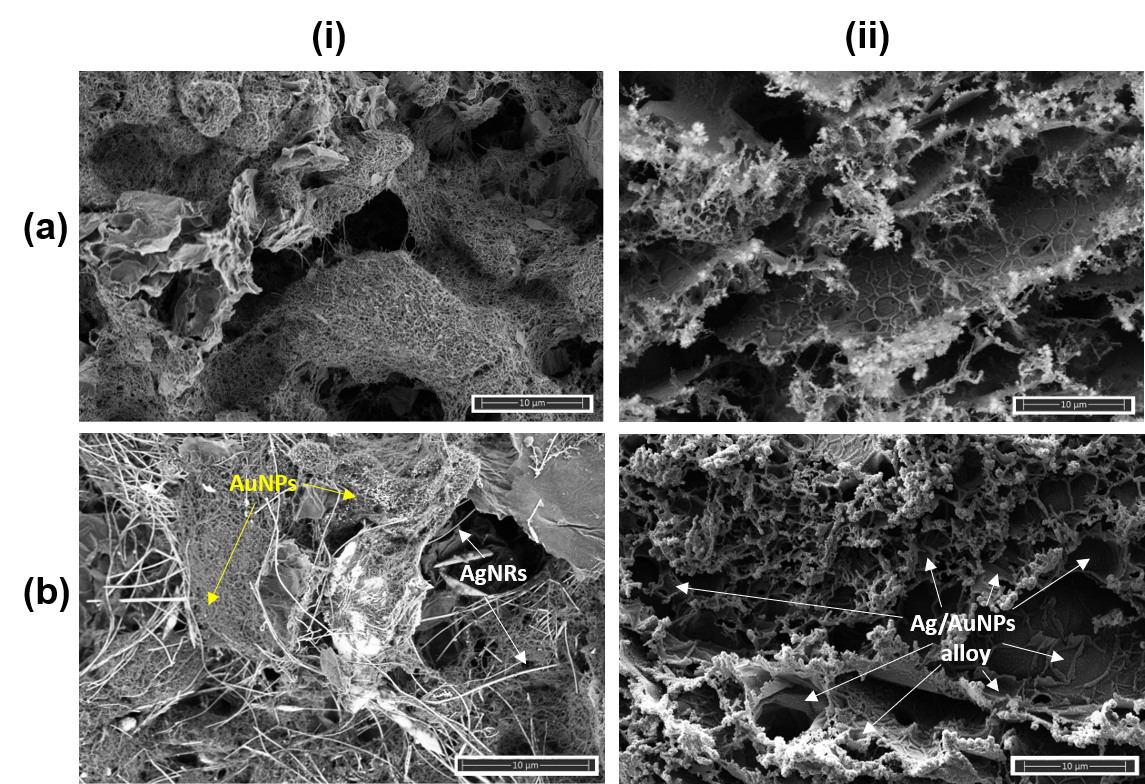 (i)
(ii)
(a)
10 µm
10 µm
(b)
AuNPs
AgNRs
10 µm
Ag/AuNPs
alloy
10 µm